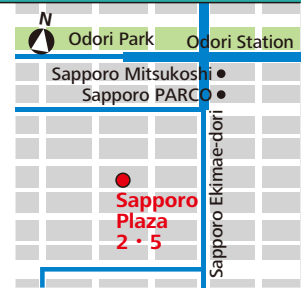 N
Odori Park
Odori Station
Sapporo Mitsukoshi
Sapporo PARCO
Sapporo Ekimae-dori
Sapporo
Plaza
2・5